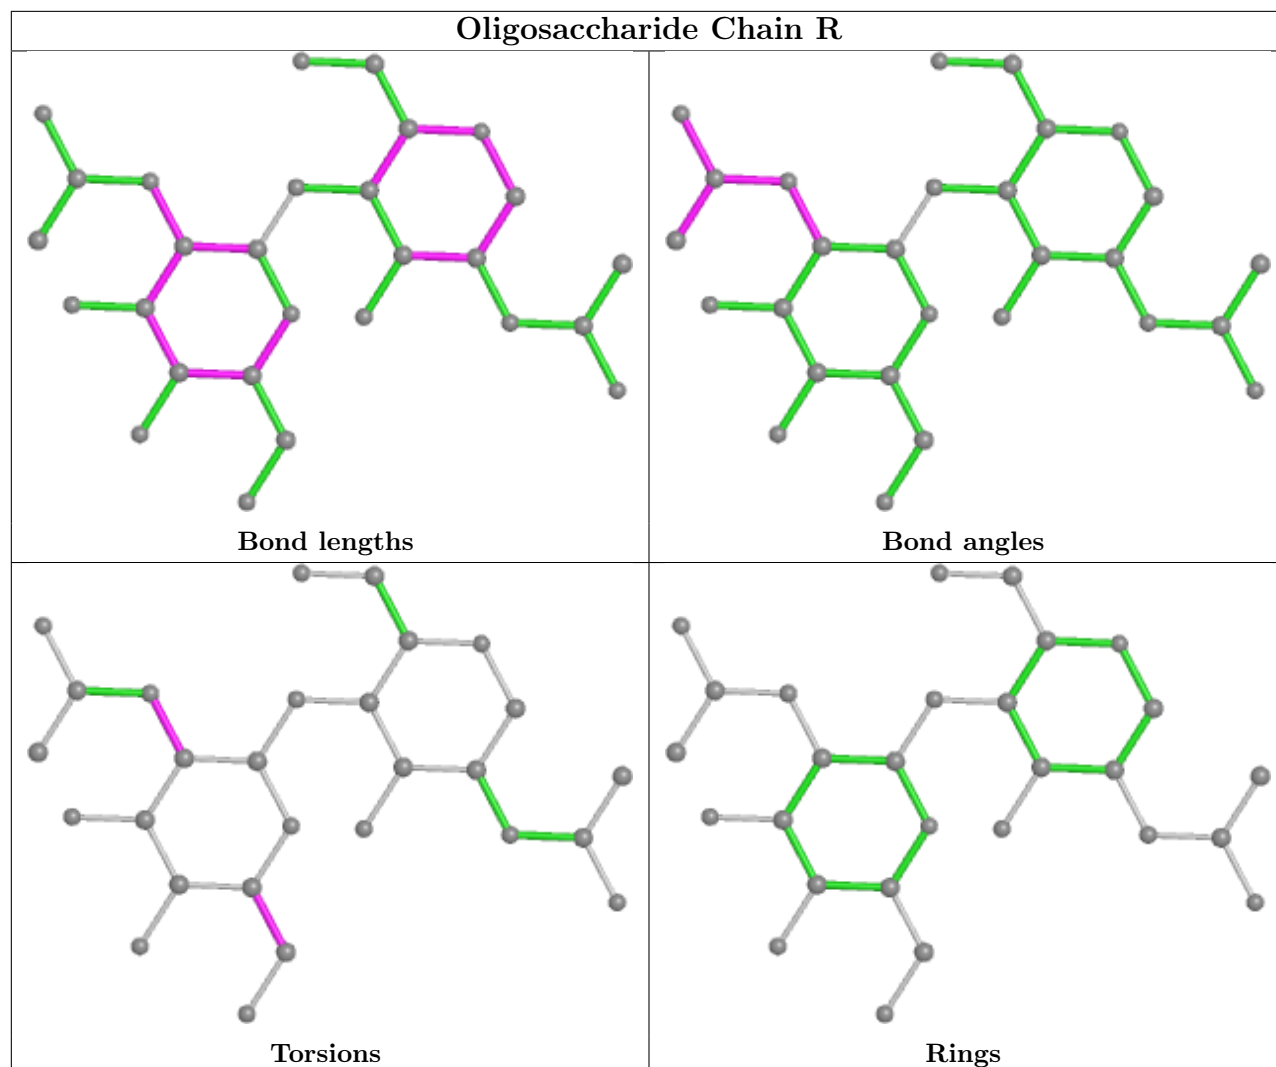 Oligosaccharide Chain R
Bond lengths
Bond angles
Torsions
Rings